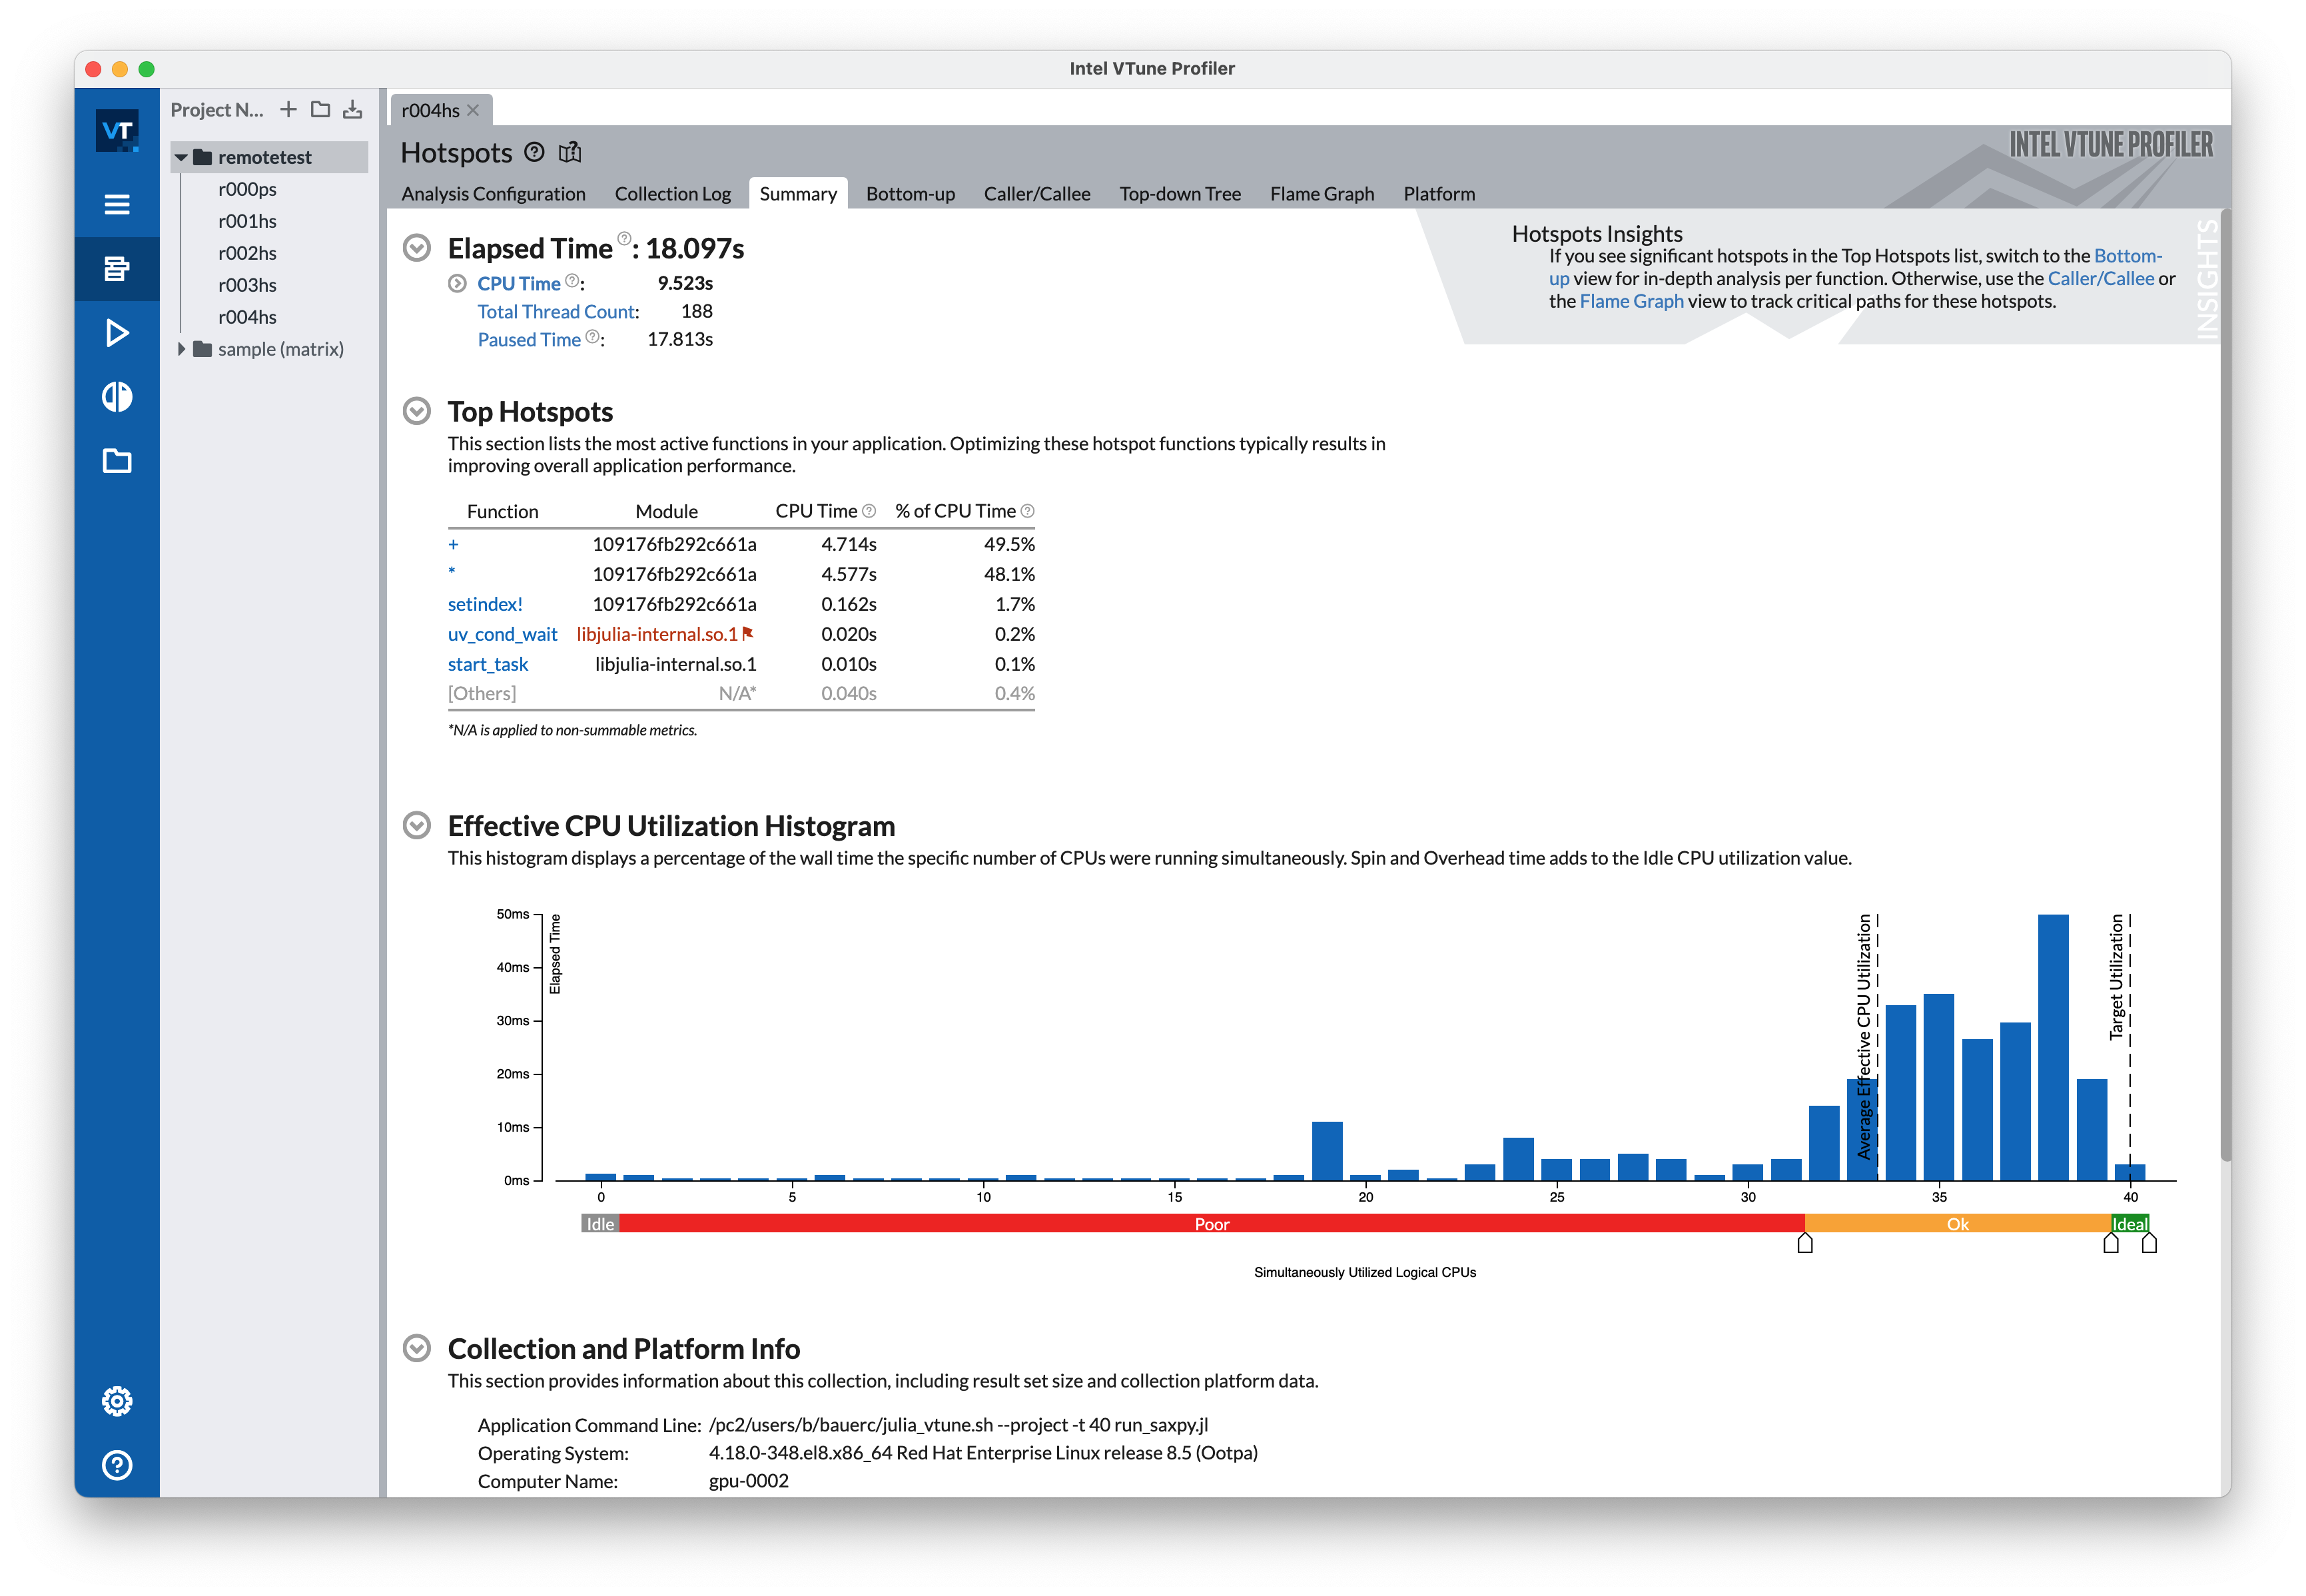 Intel VTune Profiler
VT
Project N...
remotetest
r000ps
r001hs
r002hs
r003hs
r004hs
sample (matrix)
r004hs
Hotspots
INTEL VTUNE PROFILER
Analysis Configuration Collection Log Summary Bottom-up Caller/Callee Top-down Tree Flame Graph Platform
Elapsed Time ?: 18.097s
CPU Time ?: 9.523s
Total Thread Count: 188
Paused Time ?: 17.813s
Hotspots Insights
If you see significant hotspots in the Top Hotspots list, switch to the Bottom-
up view for in-depth analysis per function. Otherwise, use the Caller/Callee or
the Flame Graph view to track critical paths for these hotspots.
INSIGHTS
Top Hotspots
This section lists the most active functions in your application. Optimizing these hotspot functions typically results in
improving overall application performance.
Function Module CPU Time ? % of CPU Time ?
+ 109176fb292c661a 4.714s 49.5%
* 109176fb292c661a 4.577s 48.1%
setindex! 109176fb292c661a 0.162s 1.7%
uv_cond_wait libjulia-internal.so.1 0.020s 0.2%
start_task libjulia-internal.so.1 0.010s 0.1%
[Others] N/A* 0.040s 0.4%
*N/A is applied to non-summable metrics.
Effective CPU Utilization Histogram
This histogram displays a percentage of the wall time the specific number of CPUs were running simultaneously. Spin and Overhead time adds to the Idle CPU utilization value.
50ms
40ms
30ms
20ms
10ms
0ms
Elapsed Time
Average Effective CPU Utilization
Target Utilization
0 5 10 15 20 25 30 35 40
Idle Poor Ok Ideal
Simultaneously Utilized Logical CPUs
Collection and Platform Info
This section provides information about this collection, including result set size and collection platform data.
Application Command Line: /pc2/users/b/bauerc/julia_vtune.sh --project -t 40 run_saxpy.jl
Operating System: 4.18.0-348.el8.x86_64 Red Hat Enterprise Linux release 8.5 (Ootpa)
Computer Name: gpu-0002